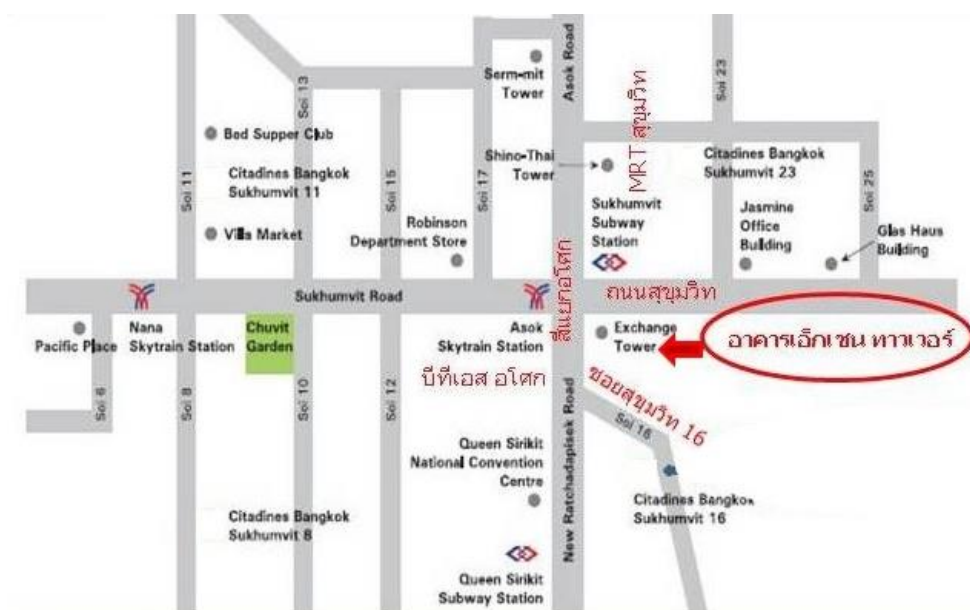 Serm-mit
Tower
Asok Road
Soi 23
Soi 13
Bed Supper Club
MRT สุขุมวิท
Shino-Thai
Tower
Citadines Bangkok
Sukhumvit 23
Citadines Bangkok
Sukhumvit 11
Soi 11
Soi 15
Soi 17
Soi 25
Sukhumvit
Subway
Station
Jasmine
Office
Building
Robinson
Department Store
Villa Market
Glas Haus
Building
สี่แยกอโศก
Sukhumvit Road
ถนนสุขุมวิท
Pacific Place
Nana
Skytrain Station
Chuvit
Garden
Asok
Skytrain Station
Exchange
Tower
อาคารเอ็กเชน ทาวเวอร์
บีทีเอส อโศก
ซอยสุขุมวิท 16
Soi 6
Soi 8
Soi 10
Soi 12
Soi 16
New Ratchadapisek Road
Queen Sirikit
National Convention
Centre
Citadines Bangkok
Sukhumvit 16
Citadines Bangkok
Sukhumvit 8
Queen Sirikit
Subway Station